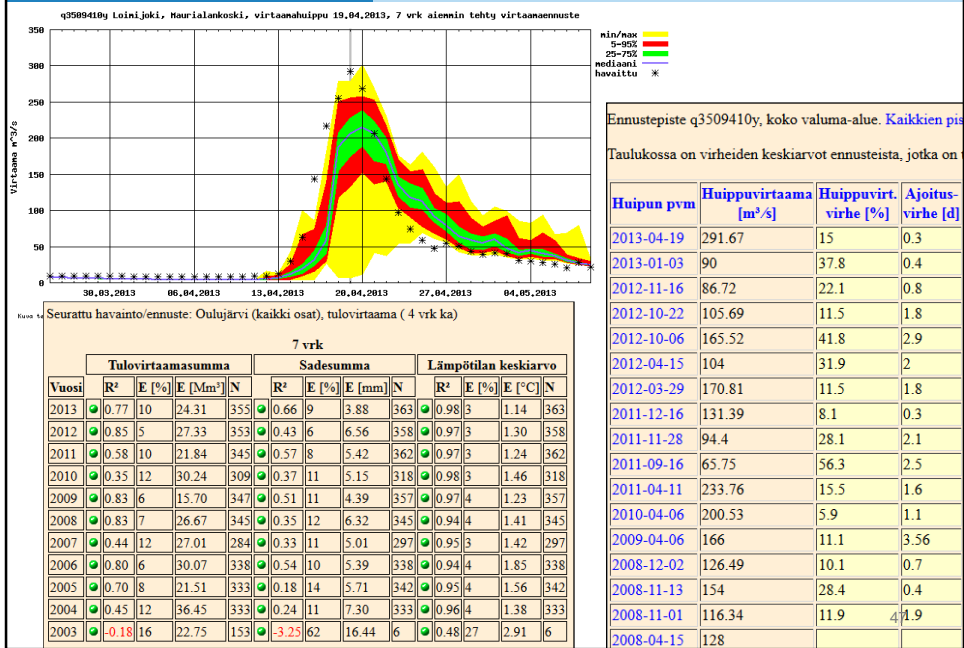 q3509410y Loimijoki, Maurialankoski, virtaamahuippu 19.04.2013, 7 vrk aiemmin tehty virtaamaennuste
min/max
5-95%
25-75%
mediaani
havaittu
Virtaama m^3/s
350
300
250
200
150
100
50
0
30.03.2013 06.04.2013 13.04.2013 20.04.2013 27.04.2013 04.05.2013
Kuva
Seurattu havainto/ennuste: Oulujärvi (kaikki osat), tulovirtaama ( 4 vrk ka)
7 vrk
Tulovirtaamasumma Sadesumma Lämpötilan keskiarvo
Vuosi R² E [%] E [Mm³] N R² E [%] E [mm] N R² E [%] E [°C] N
2013 0.77 10 24.31 355 0.66 9 3.88 363 0.98 3 1.14 363
2012 0.85 5 27.33 353 0.43 6 6.56 358 0.97 3 1.30 358
2011 0.58 10 21.84 345 0.57 8 5.42 362 0.97 3 1.24 362
2010 0.35 12 30.24 309 0.37 11 5.15 318 0.98 3 1.46 318
2009 0.83 6 15.70 347 0.51 11 4.39 357 0.97 4 1.23 357
2008 0.83 7 26.67 345 0.35 12 6.32 345 0.94 4 1.41 345
2007 0.44 12 27.01 284 0.33 11 5.01 297 0.95 3 1.42 297
2006 0.80 6 30.07 338 0.54 10 5.39 338 0.94 4 1.85 338
2005 0.70 8 21.51 333 0.18 14 5.71 342 0.95 4 1.56 342
2004 0.45 12 36.45 333 0.24 11 7.30 333 0.96 4 1.38 333
2003 -0.18 16 22.75 153 -3.25 62 16.44 6 0.48 27 2.91 6
Ennustepiste q3509410y, koko valuma-alue. Kaikkien pis
Taulukossa on virheiden keskiarvot ennusteista, jotka on
Huipun pvm Huippuvirtaama [m³/s] Huippuvirt. virhe [%] Ajoitus-virhe [d]
2013-04-19 291.67 15 0.3
2013-01-03 90 37.8 0.4
2012-11-16 86.72 22.1 0.8
2012-10-22 105.69 11.5 1.8
2012-10-06 165.52 41.8 2.9
2012-04-15 104 31.9 2
2012-03-29 170.81 11.5 1.8
2011-12-16 131.39 8.1 0.3
2011-11-28 94.4 28.1 2.1
2011-09-16 65.75 56.3 2.5
2011-04-11 233.76 15.5 1.6
2010-04-06 200.53 5.9 1.1
2009-04-06 166 11.1 3.56
2008-12-02 126.49 10.1 0.7
2008-11-13 154 28.4 0.4
2008-11-01 116.34 11.9 1.9
47
2008-04-15 128